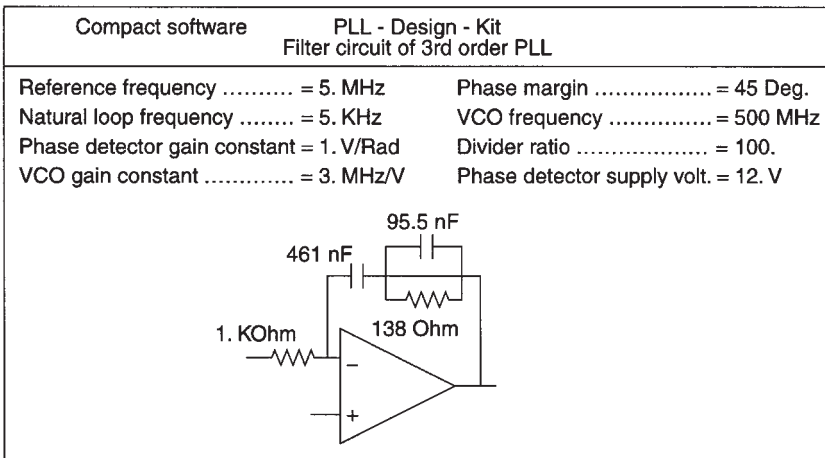 Compact software PLL - Design - Kit
Filter circuit of 3rd order PLL
Reference frequency .......... = 5. MHz
Natural loop frequency ........ = 5. KHz
Phase detector gain constant = 1. V/Rad
VCO gain constant ............. = 3. MHz/V
Phase margin ................. = 45 Deg.
VCO frequency ............... = 500 MHz
Divider ratio ................... = 100.
Phase detector supply volt. = 12. V
95.5 nF
461 nF
138 Ohm
1. KOhm
−
+